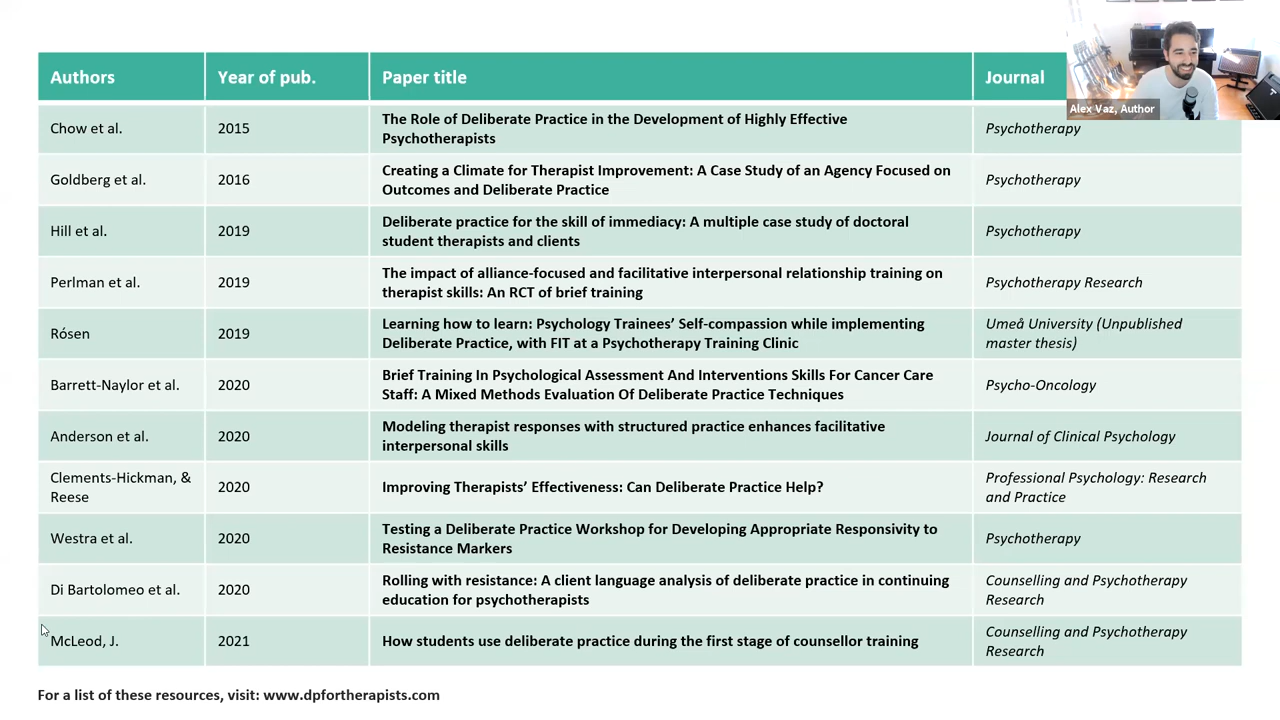 Authors
Year of pub.
Paper title
Journal
Alex Vaz, Author
Chow et al.
2015
The Role of Deliberate Practice in the Development of Highly Effective
Psychotherapists
Psychotherapy
Goldberg et al.
2016
Creating a Climate for Therapist Improvement: A Case Study of an Agency Focused on
Outcomes and Deliberate Practice
Psychotherapy
Hill et al.
2019
Deliberate practice for the skill of immediacy: A multiple case study of doctoral
student therapists and clients
Psychotherapy
Perlman et al.
2019
The impact of alliance-focused and facilitative interpersonal relationship training on
therapist skills: An RCT of brief training
Psychotherapy Research
Rósen
2019
Learning how to learn: Psychology Trainees’ Self-compassion while implementing
Deliberate Practice, with FIT at a Psychotherapy Training Clinic
Umeå University (Unpublished
master thesis)
Barrett-Naylor et al.
2020
Brief Training In Psychological Assessment And Interventions Skills For Cancer Care
Staff: A Mixed Methods Evaluation Of Deliberate Practice Techniques
Psycho-Oncology
Anderson et al.
2020
Modeling therapist responses with structured practice enhances facilitative
interpersonal skills
Journal of Clinical Psychology
Clements-Hickman, &
Reese
2020
Improving Therapists’ Effectiveness: Can Deliberate Practice Help?
Professional Psychology: Research
and Practice
Westra et al.
2020
Testing a Deliberate Practice Workshop for Developing Appropriate Responsivity to
Resistance Markers
Psychotherapy
Di Bartolomeo et al.
2020
Rolling with resistance: A client language analysis of deliberate practice in continuing
education for psychotherapists
Counselling and Psychotherapy
Research
McLeod, J.
2021
How students use deliberate practice during the first stage of counsellor training
Counselling and Psychotherapy
Research
For a list of these resources, visit: www.dpfortherapists.com